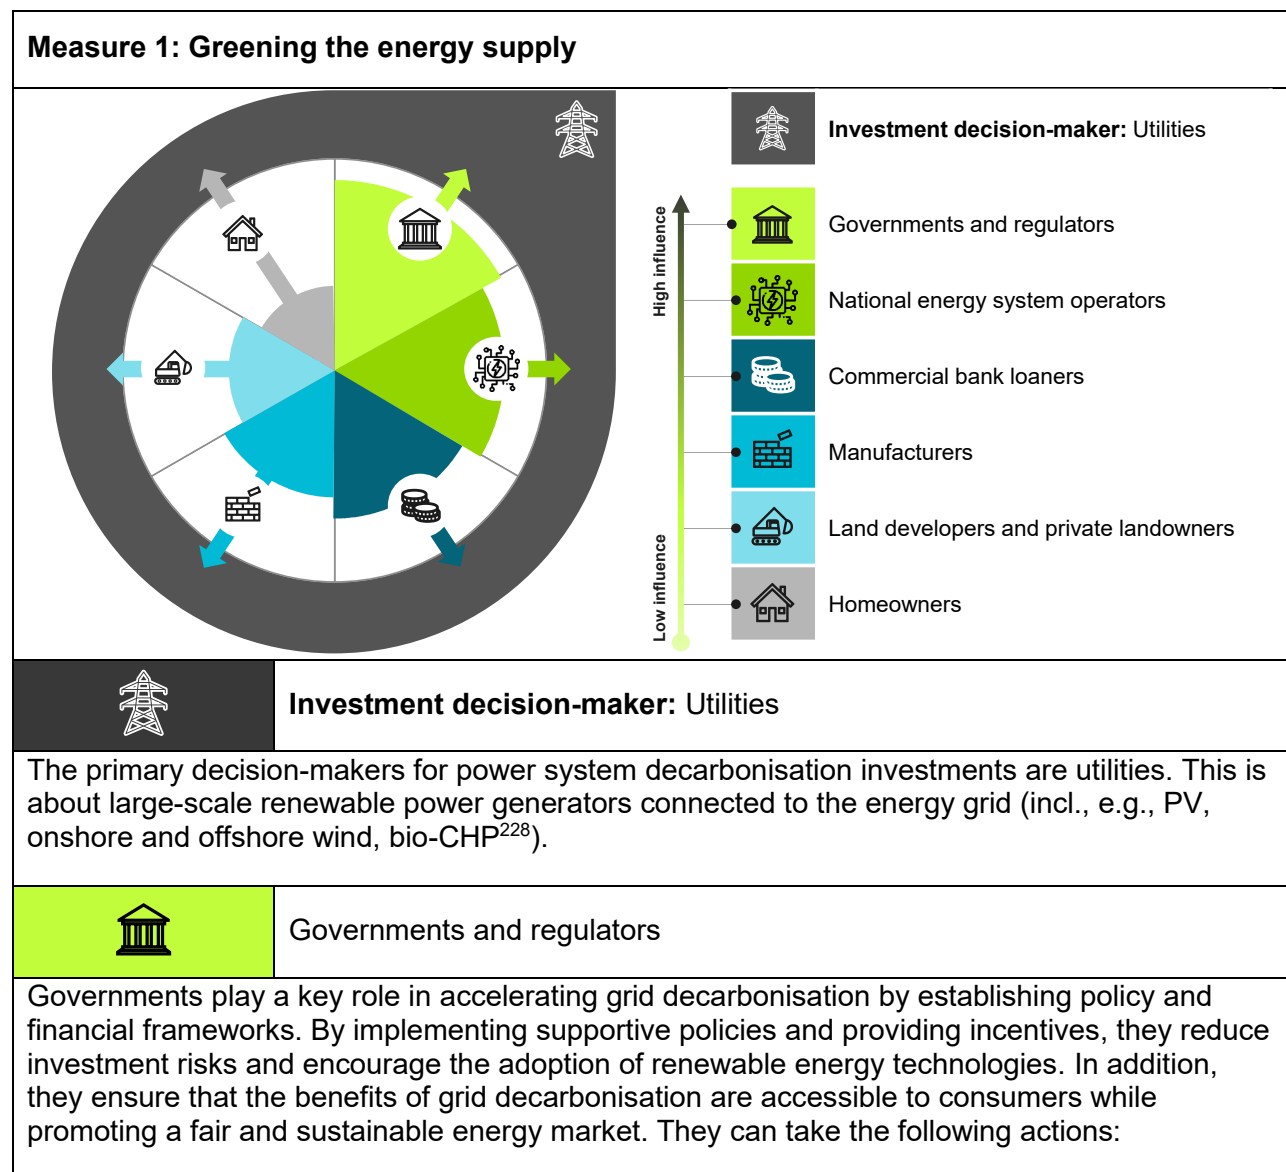 Measure 1: Greening the energy supply
Investment decision-maker: Utilities
High influence
Low influence
Governments and regulators
National energy system operators
Commercial bank loaners
Manufacturers
Land developers and private landowners
Homeowners
Investment decision-maker: Utilities
The primary decision-makers for power system decarbonisation investments are utilities. This is
about large-scale renewable power generators connected to the energy grid (incl., e.g., PV,
onshore and offshore wind, bio-CHP228).
Governments and regulators
Governments play a key role in accelerating grid decarbonisation by establishing policy and
financial frameworks. By implementing supportive policies and providing incentives, they reduce
investment risks and encourage the adoption of renewable energy technologies. In addition,
they ensure that the benefits of grid decarbonisation are accessible to consumers while
promoting a fair and sustainable energy market. They can take the following actions: